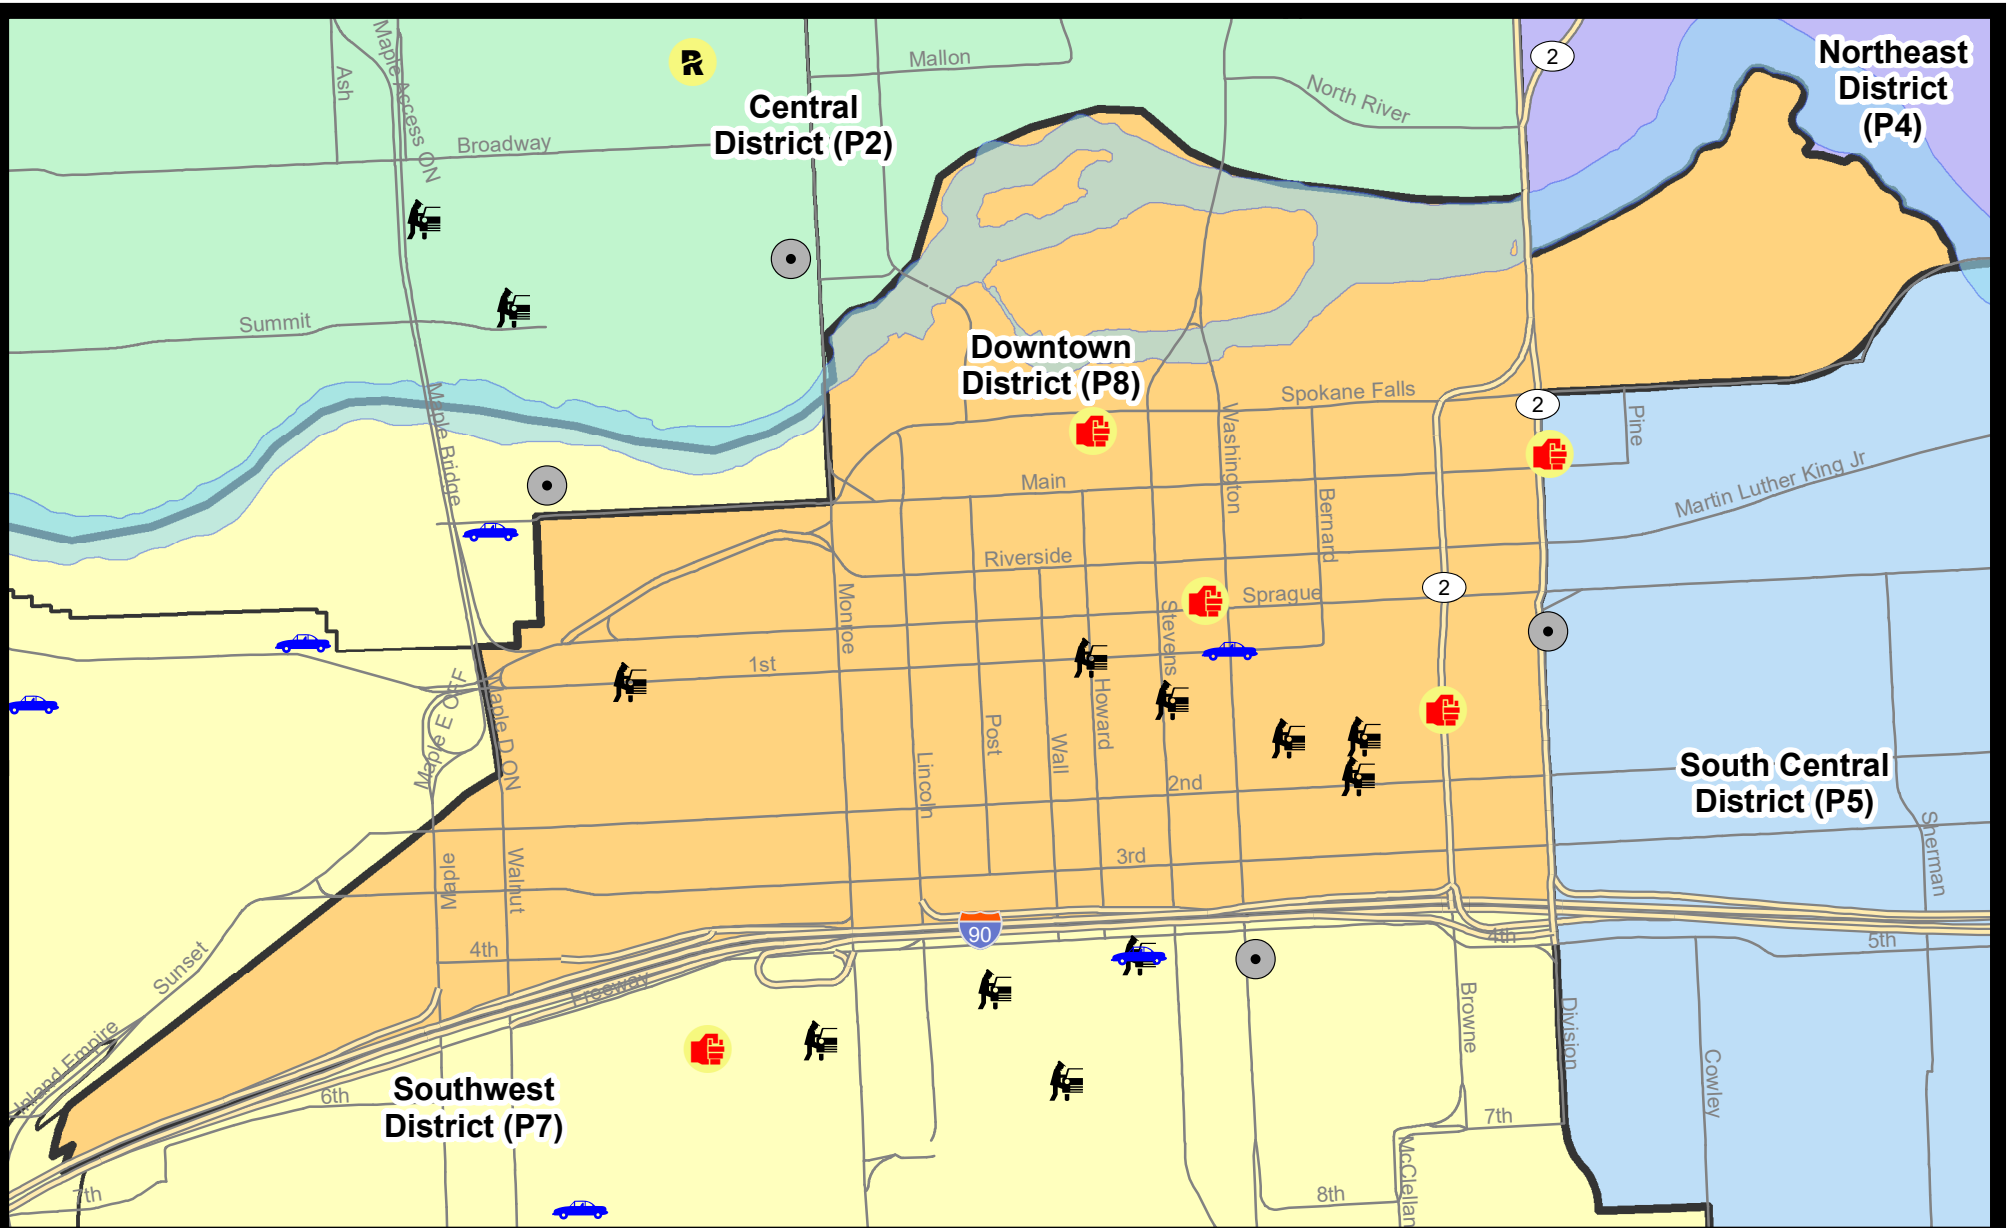 Ash
Maple Access ON
R
Mallon
2
Northeast
District
(P4)
North River
Central
District (P2)
Broadway
Summit
Downtown
District (P8)
Spokane Falls
2
Pine
Maple Bridge
Washington
Main
Bernard
Martin Luther King Jr
Riverside
2
Sprague
Monroe
Stevens
1st
Maple E OFF
Maple D ON
Howard
Post
Wall
Lincoln
2nd
South Central
District (P5)
Sherman
3rd
Maple
Walnut
90
4th
4th
5th
Sunset
Freeway
Browne
Division
Inland Empire
Cowley
6th
Southwest
District (P7)
7th
McClellan
7th
8th